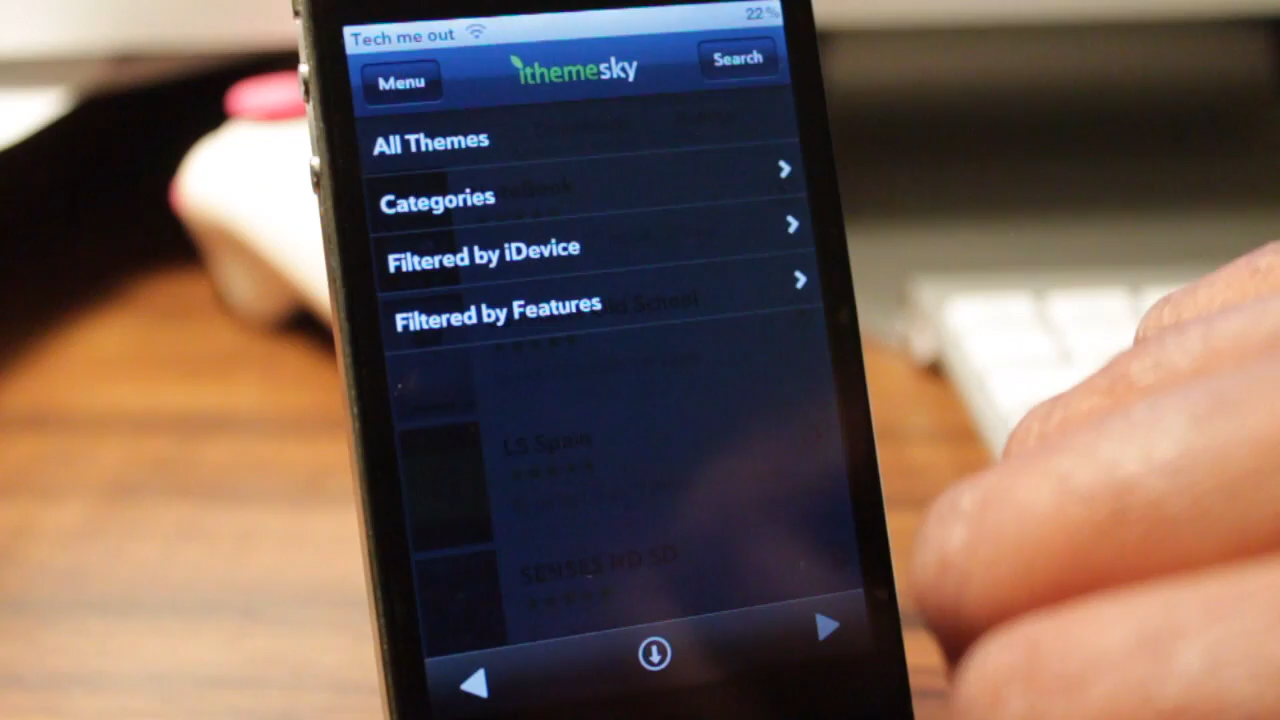 Tech me out 22%
Menu ithemesky Search
All Themes
Categories
Filtered by iDevice
Filtered by Features
LS Spain
SENSES HD SD